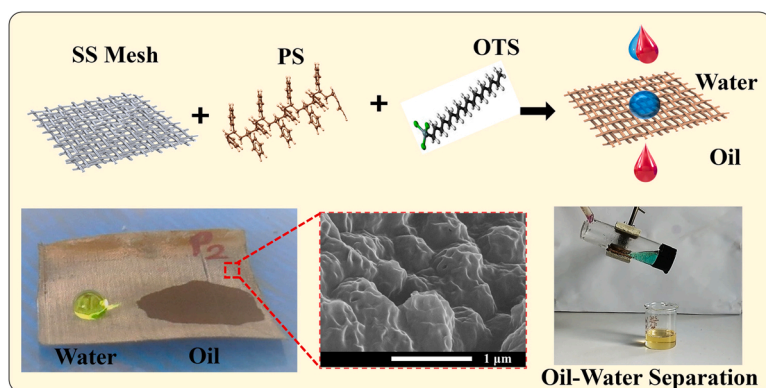 SS Mesh
PS
OTS
Water
Oil
P2
Water
Oil
1 µm
Oil-Water Separation